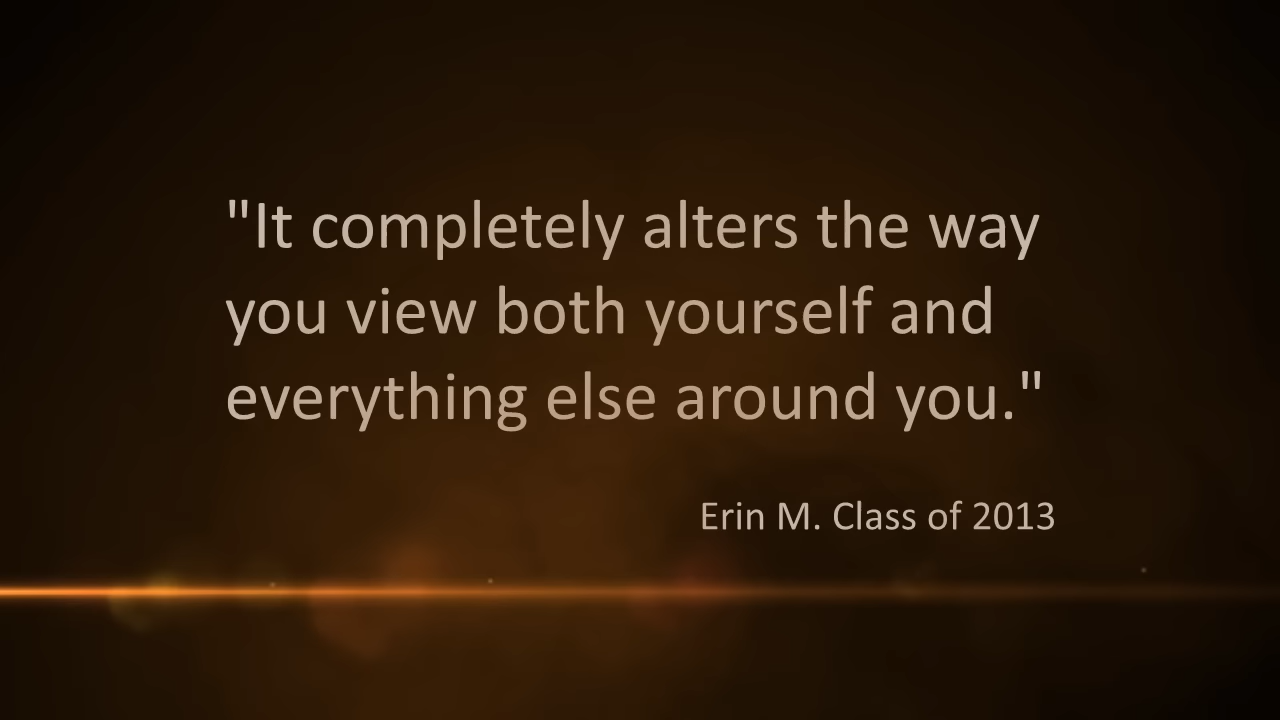 "It completely alters the way
you view both yourself and
everything else around you."
Erin M. Class of 2013